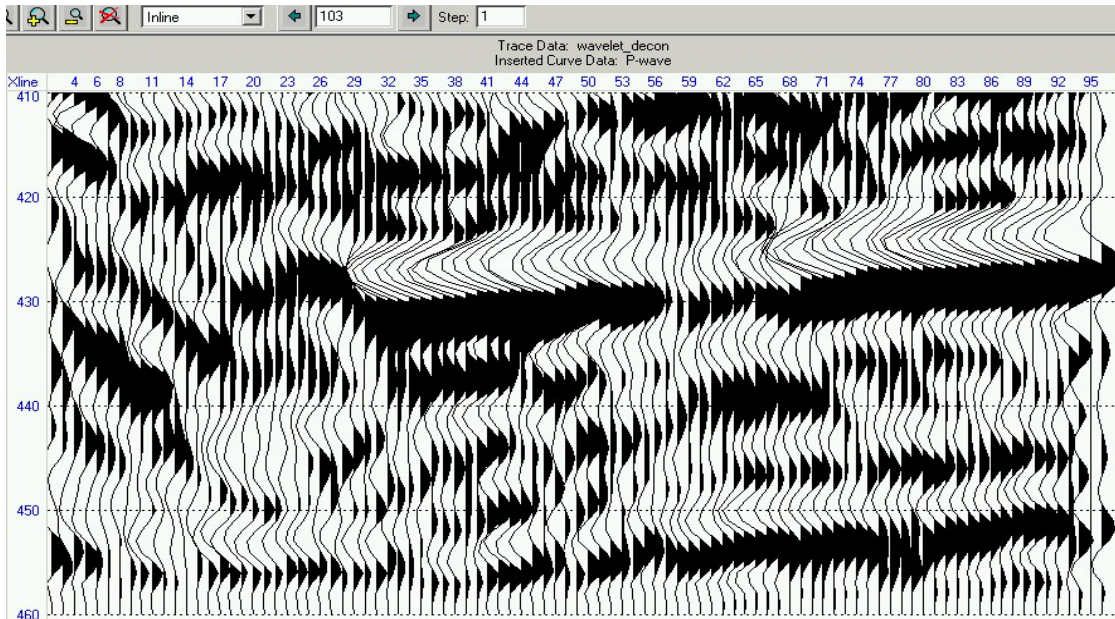 Inline 103 Step: 1
Trace Data: wavelet_decon
Inserted Curve Data: P-wave
Xline 4 6 8 11 14 17 20 23 26 29 32 35 38 41 44 47 50 53 56 59 62 65 68 71 74 77 80 83 86 89 92 95
410
420
430
440
450
460